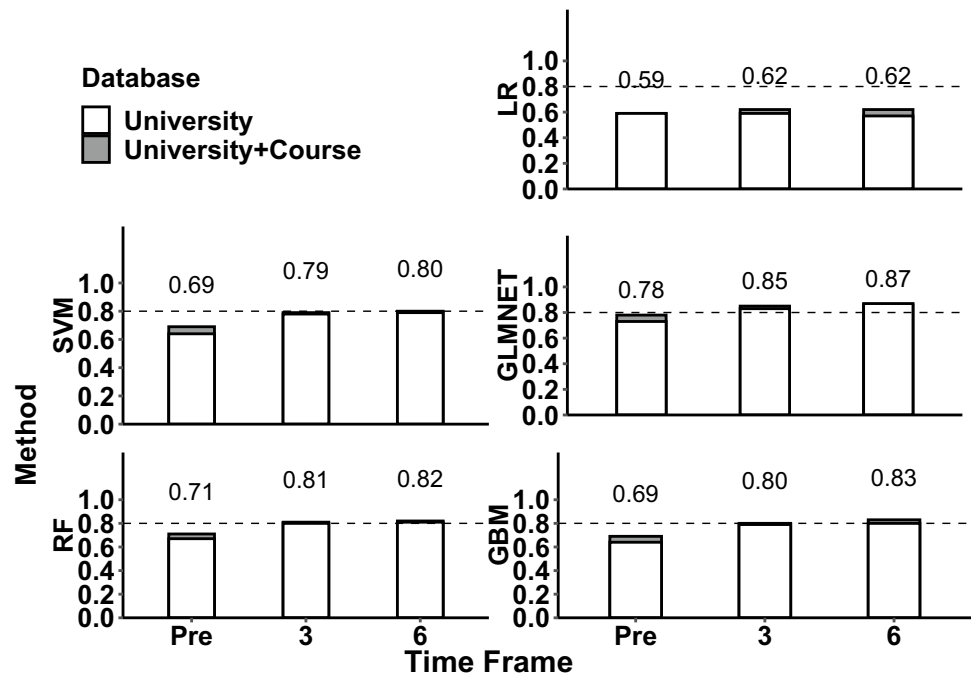 Database
University
University+Course
LR
1.0
0.8
0.6
0.4
0.2
0.0
0.59 0.62 0.62
Method
SVM
1.0
0.8
0.6
0.4
0.2
0.0
0.69 0.79 0.80
GLMNET
1.0
0.8
0.6
0.4
0.2
0.0
0.78 0.85 0.87
RF
1.0
0.8
0.6
0.4
0.2
0.0
0.71 0.81 0.82
Pre 3 6
GBM
1.0
0.8
0.6
0.4
0.2
0.0
0.69 0.80 0.83
Pre 3 6
Time Frame